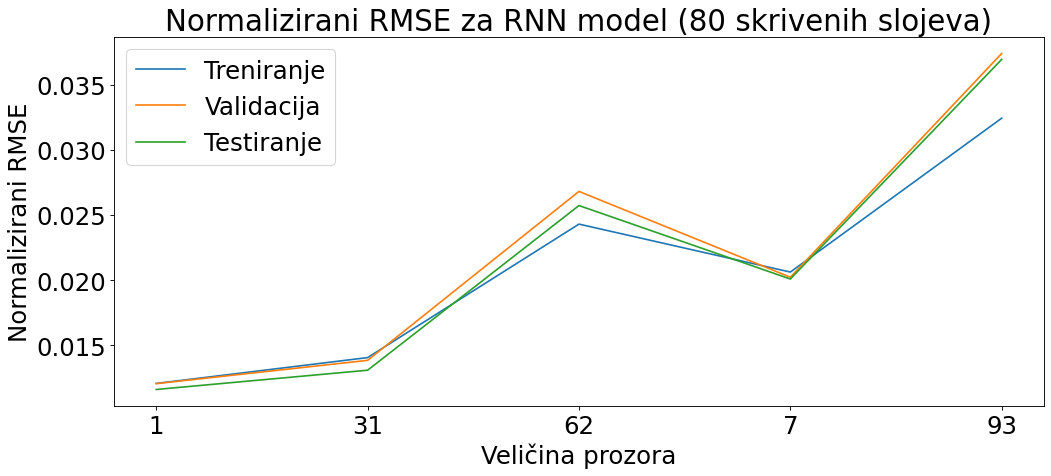 Normalizirani RMSE za RNN model (80 skrivenih slojeva)
Treniranje
Validacija
Testiranje
Normalizirani RMSE
0.035
0.030
0.025
0.020
0.015
1 31 62 7 93
Veličina prozora